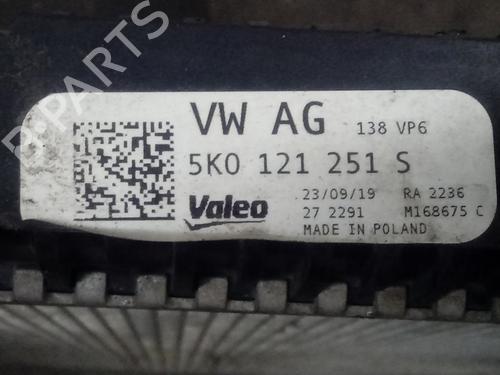 VW AG 138 VP6
5K0 121 251 S
Valeo 23/09/19 RA 2236
27 2291 M168675 C
MADE IN POLAND
B-PARTS